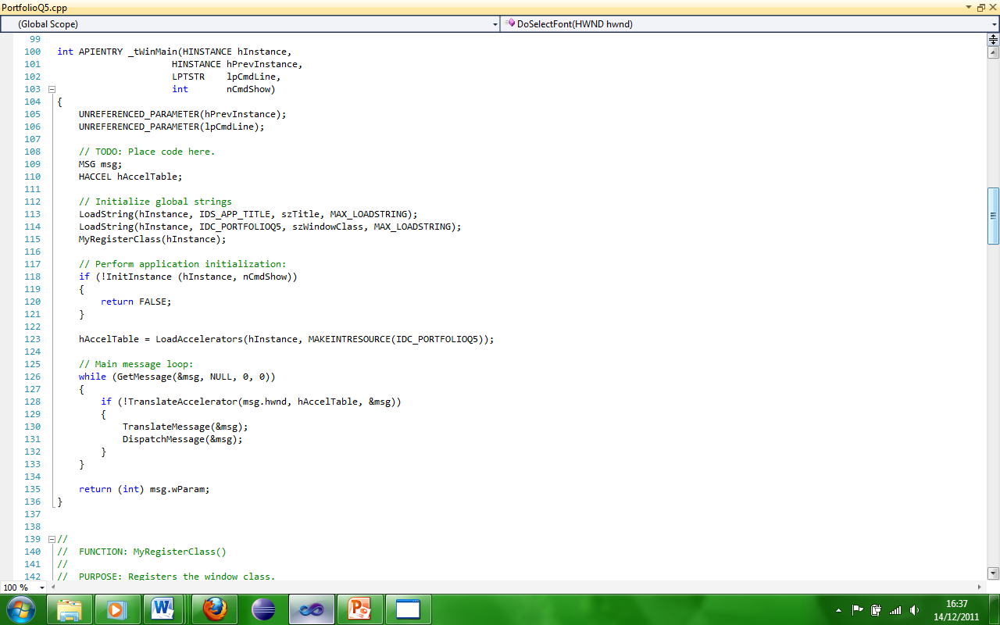 PortfolioQ5.cpp
(Global Scope) DoSelectFont(HWND hwnd)
99
100 int APIENTRY _tWinMain(HINSTANCE hInstance,
101 HINSTANCE hPrevInstance,
102 LPTSTR lpCmdLine,
103 int nCmdShow)
104 {
105 UNREFERENCED_PARAMETER(hPrevInstance);
106 UNREFERENCED_PARAMETER(lpCmdLine);
107
108 // TODO: Place code here.
109 MSG msg;
110 HACCEL hAccelTable;
111
112 // Initialize global strings
113 LoadString(hInstance, IDS_APP_TITLE, szTitle, MAX_LOADSTRING);
114 LoadString(hInstance, IDC_PORTFOLIOQ5, szWindowClass, MAX_LOADSTRING);
115 MyRegisterClass(hInstance);
116
117 // Perform application initialization:
118 if (!InitInstance (hInstance, nCmdShow))
119 {
120 return FALSE;
121 }
122
123 hAccelTable = LoadAccelerators(hInstance, MAKEINTRESOURCE(IDC_PORTFOLIOQ5));
124
125 // Main message loop:
126 while (GetMessage(&msg, NULL, 0, 0))
127 {
128 if (!TranslateAccelerator(msg.hwnd, hAccelTable, &msg))
129 {
130 TranslateMessage(&msg);
131 DispatchMessage(&msg);
132 }
133 }
134
135 return (int) msg.wParam;
136 }
137
138
139 //
140 // FUNCTION: MyRegisterClass()
141 //
142 // PURPOSE: Registers the window class.
100 %
16:37
14/12/2011